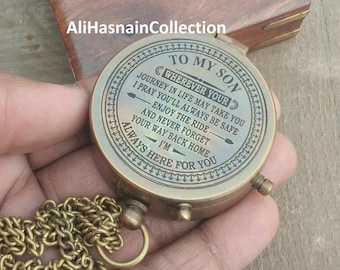 AliHasnainCollection
TO MY SON
WHEREVER YOUR
JOURNEY IN LIFE MAY TAKE YOU
I PRAY YOU'LL ALWAYS BE SAFE
ENJOY THE RIDE
AND NEVER FORGET
YOUR WAY BACK HOME
I'M
ALWAYS HERE FOR YOU